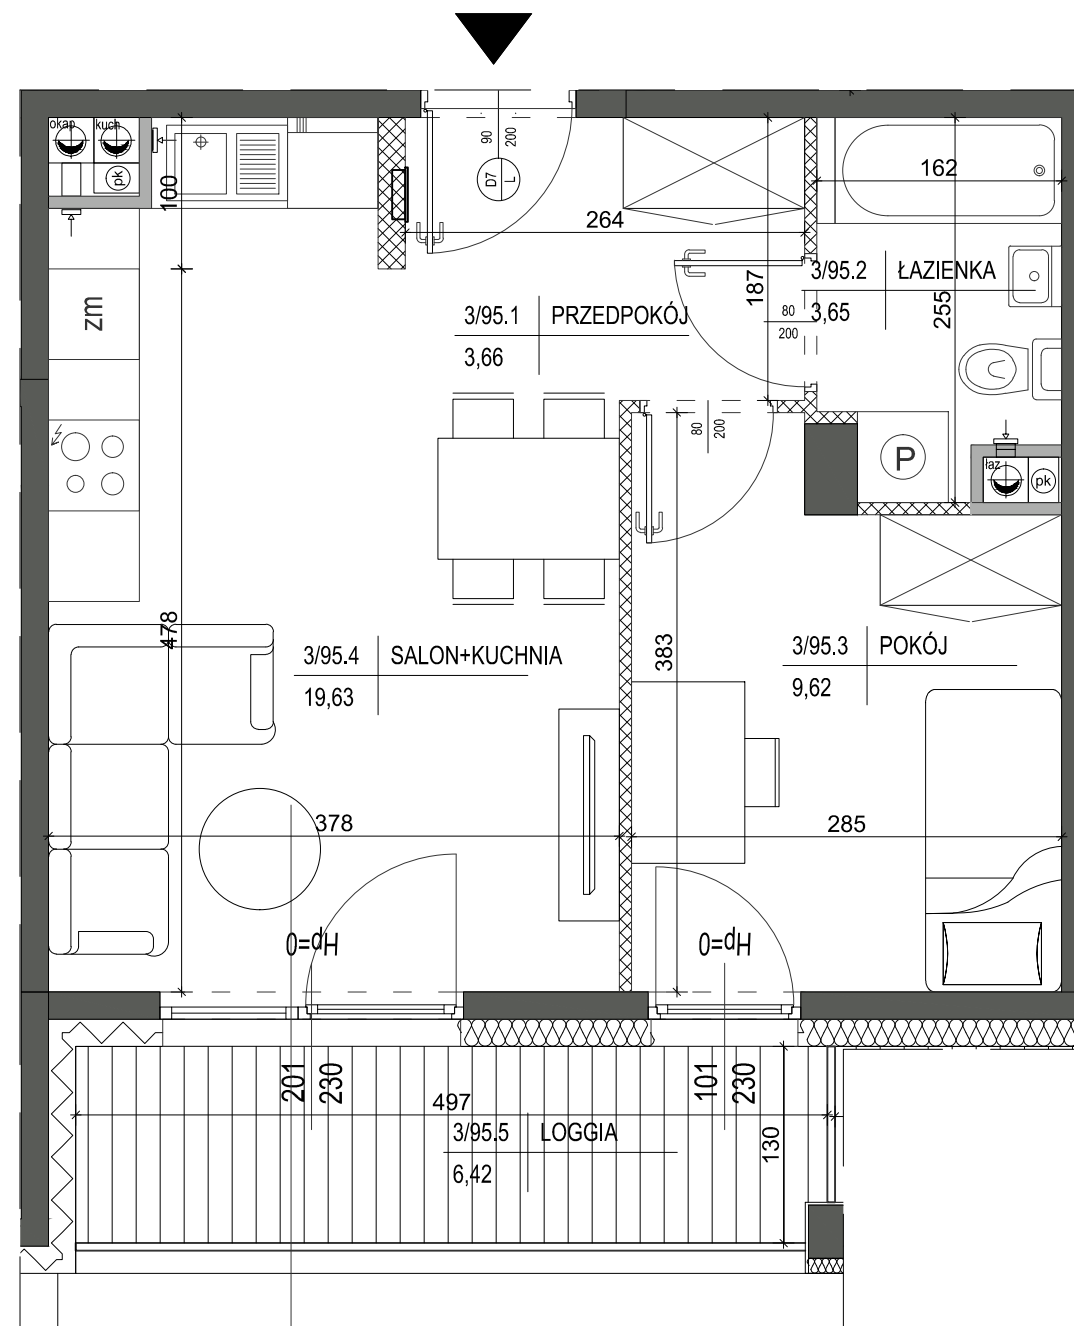 okap
kuch
pk
100
90
200
D7
L
264
162
187
80
200
3/95.2
ŁAZIENKA
3,65
255
3/95.1
PRZEDPOKÓJ
3,66
zm
80
200
P
łaz
pk
478
383
3/95.4
SALON+KUCHNIA
19,63
3/95.3
POKÓJ
9,62
378
285
Hp=0
Hp=0
201
230
101
230
497
3/95.5
LOGGIA
6,42
130